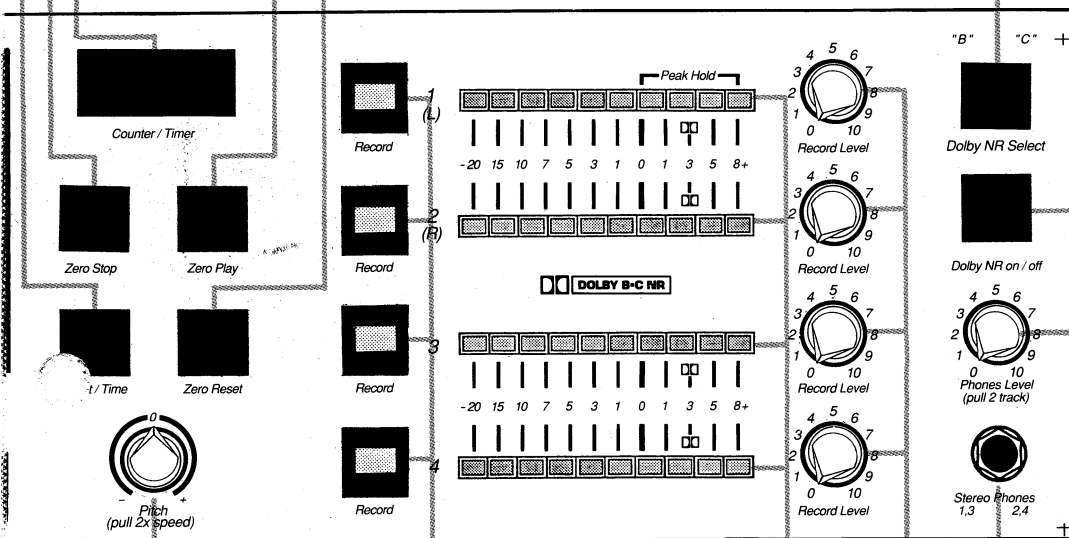 "B" "C"
Counter / Timer
Zero Stop
Zero Play
t / Time
Zero Reset
0
- +
Pitch
(pull 2x speed)
1
(L)
Record
2
(R)
Record
3
Record
4
Record
Peak Hold
-20 15 10 7 5 3 1 0 1 3 5 8+
DOLBY B•C NR
-20 15 10 7 5 3 1 0 1 3 5 8+
0 1 2 3 4 5 6 7 8 9 10
Record Level
0 1 2 3 4 5 6 7 8 9 10
Record Level
0 1 2 3 4 5 6 7 8 9 10
Record Level
0 1 2 3 4 5 6 7 8 9 10
Record Level
Dolby NR Select
Dolby NR on / off
0 1 2 3 4 5 6 7 8 9 10
Phones Level
(pull 2 track)
Stereo Phones
1,3 2,4